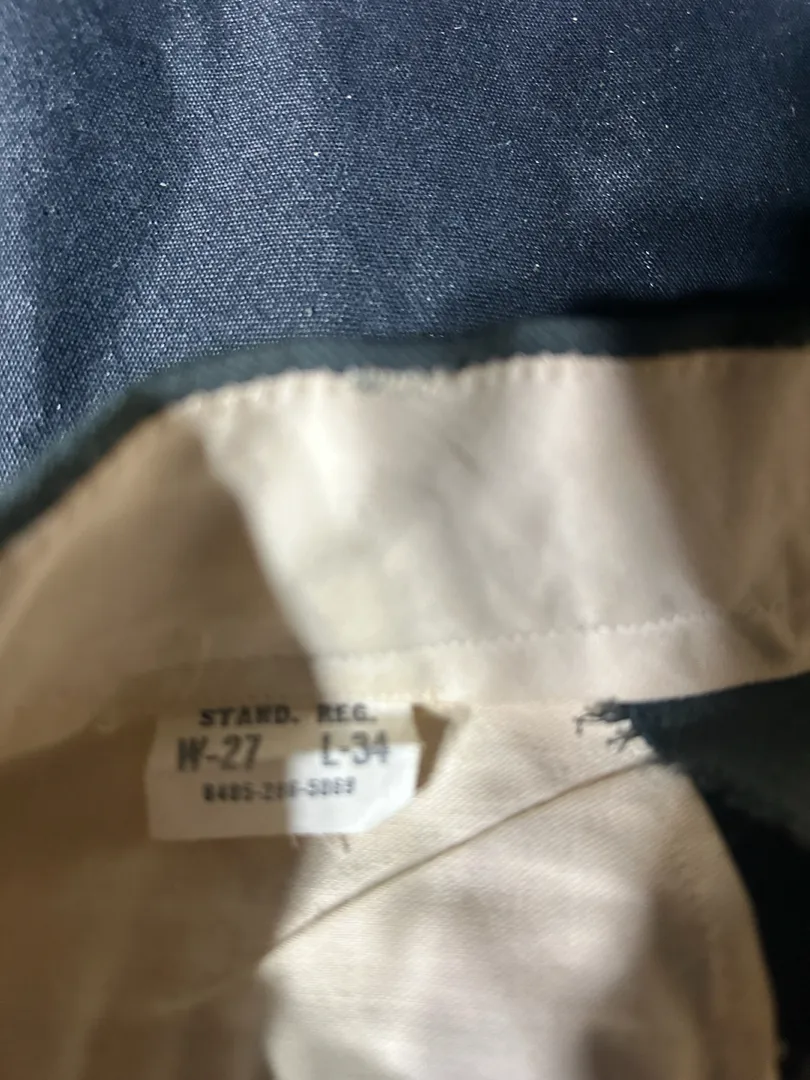 STAND. REG.
W-27 L-34